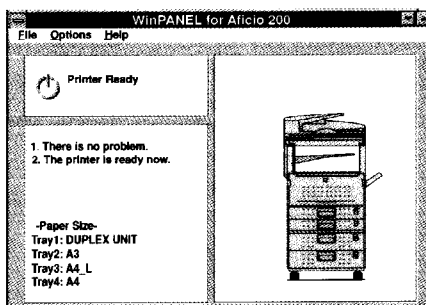 WinPANEL for Aficio 200
File Options Help
Printer Ready
1. There is no problem.
2. The printer is ready now.
-Paper Size-
Tray1: DUPLEX UNIT
Tray2: A3
Tray3: A4_L
Tray4: A4